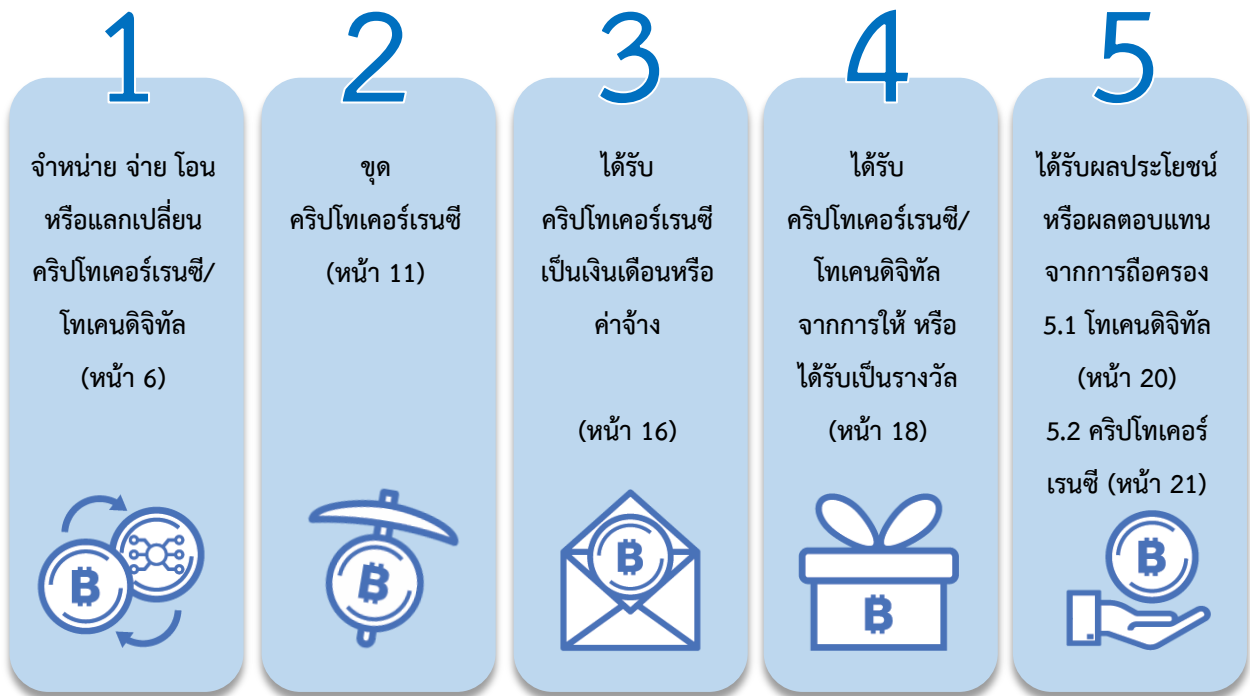 1
จำหน่าย จ่าย โอน
หรือแลกเปลี่ยน
คริปโทเคอร์เรนซี/
โทเคนดิจิทัล
(หน้า 6)
2
ขุด
คริปโทเคอร์เรนซี
(หน้า 11)
3
ได้รับ
คริปโทเคอร์เรนซี
เป็นเงินเดือนหรือ
ค่าจ้าง
(หน้า 16)
4
ได้รับ
คริปโทเคอร์เรนซี/
โทเคนดิจิทัล
จากการให้ หรือ
ได้รับเป็นรางวัล
(หน้า 18)
5
ได้รับผลประโยชน์
หรือผลตอบแทน
จากการถือครอง
5.1 โทเคนดิจิทัล
(หน้า 20)
5.2 คริปโทเคอร์
เรนซี (หน้า 21)